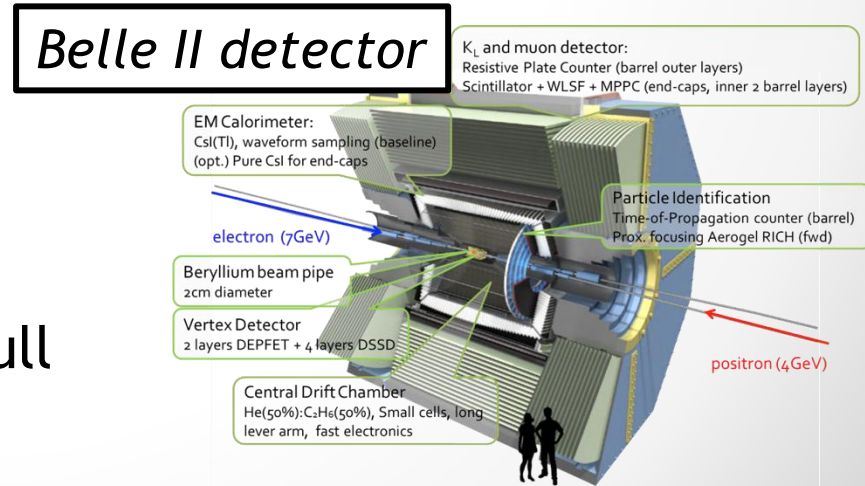 Belle II detector
K_L and muon detector:
Resistive Plate Counter (barrel outer layers)
Scintillator + WLSF + MPPC (end-caps, inner 2 barrel layers)
EM Calorimeter:
CsI(Tl), waveform sampling (baseline)
(opt.) Pure CsI for end-caps
Particle Identification
Time-of-Propagation counter (barrel)
Prox. focusing Aerogel RICH (fwd)
electron (7GeV)
Beryllium beam pipe
2cm diameter
Vertex Detector
2 layers DEPFET + 4 layers DSSD
ull
positron (4GeV)
Central Drift Chamber
He(50%):C₂H₆(50%), Small cells, long
lever arm, fast electronics